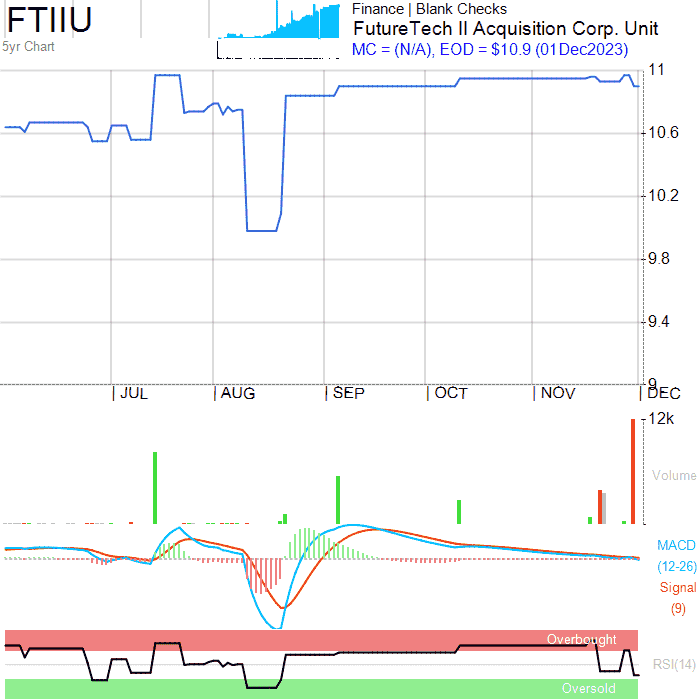 FTIIU
5yr Chart
Finance | Blank Checks
FutureTech II Acquisition Corp. Unit
MC = (N/A), EOD = $10.9 (01Dec2023)
11
10.6
10.2
9.8
9.4
9
JUL AUG SEP OCT NOV DEC
12k
Volume
MACD
(12-26)
Signal
(9)
Overbought
RSI(14)
Oversold